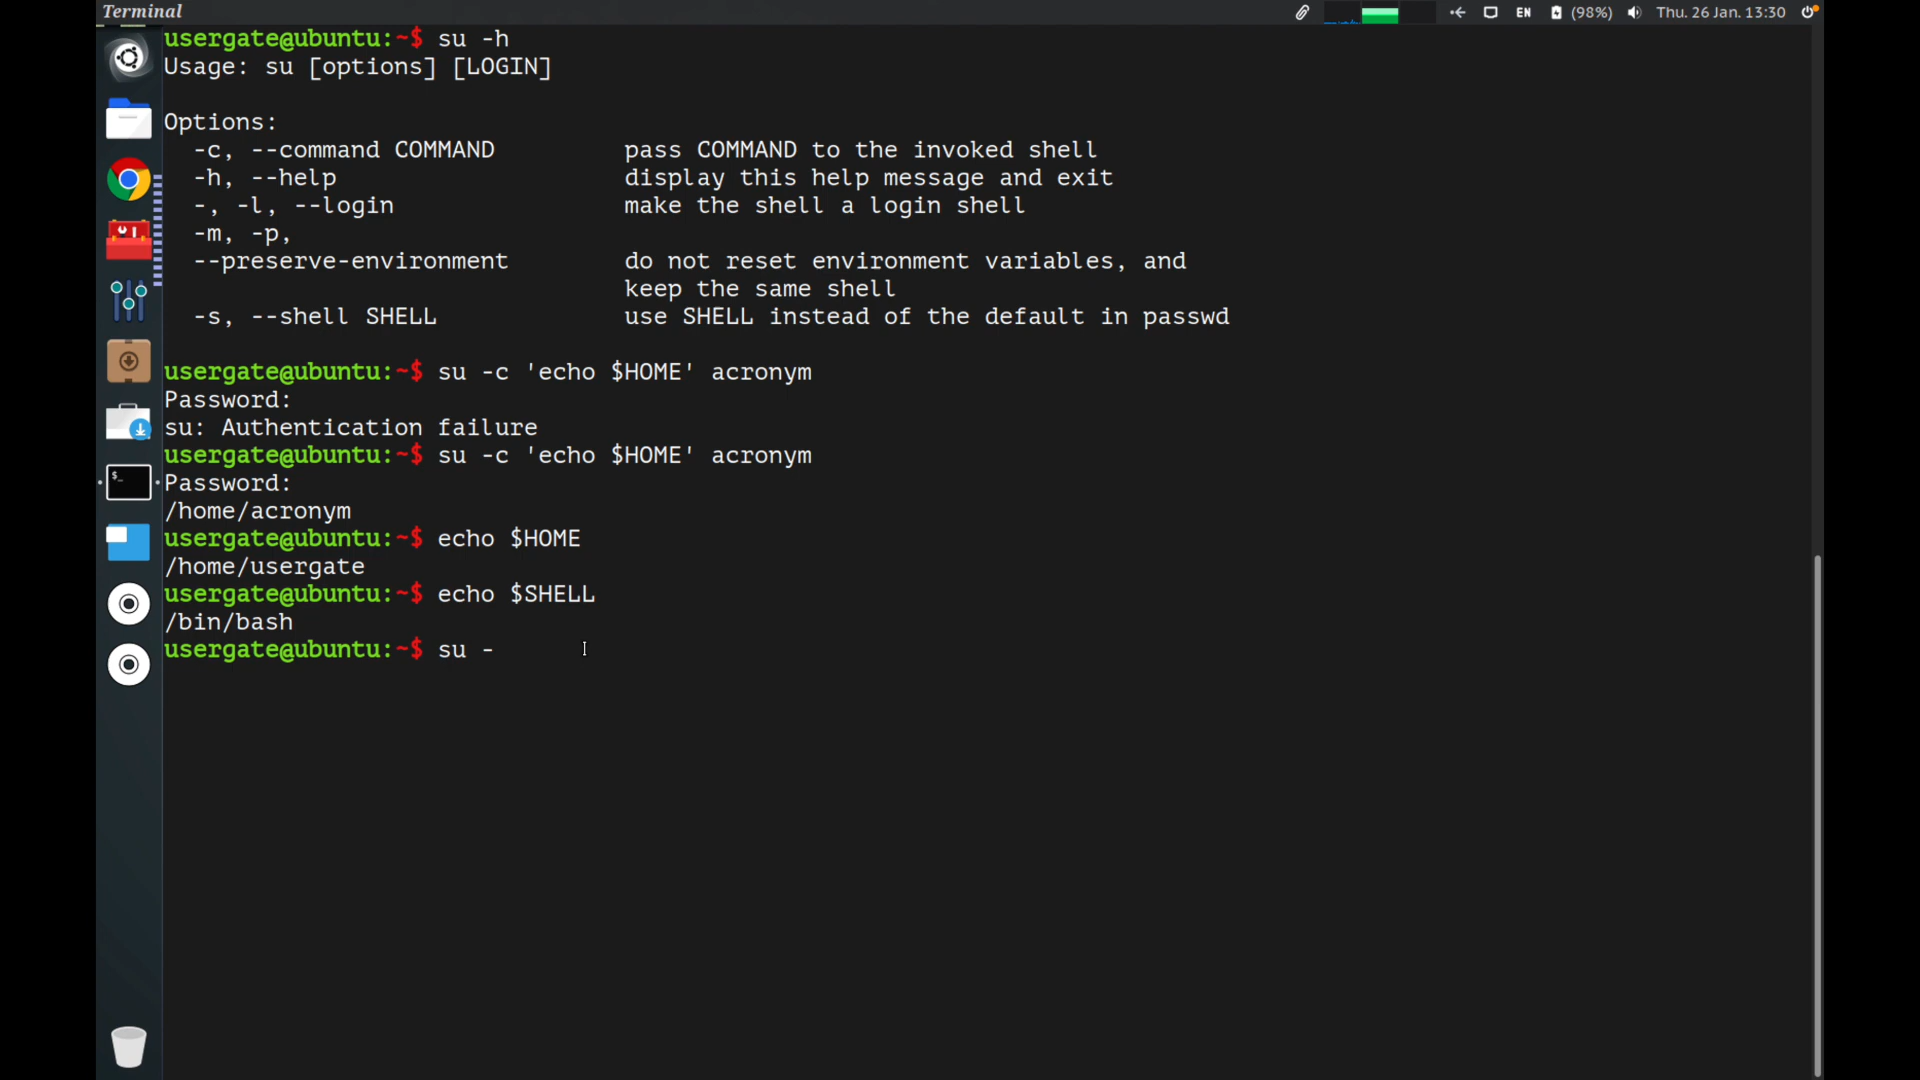 Terminal
EN (98%) Thu. 26 Jan. 13:30
usergate@ubuntu:~$ su -h
Usage: su [options] [LOGIN]
Options:
-c, --command COMMAND pass COMMAND to the invoked shell
-h, --help display this help message and exit
-, -l, --login make the shell a login shell
-m, -p,
--preserve-environment do not reset environment variables, and
keep the same shell
-s, --shell SHELL use SHELL instead of the default in passwd
usergate@ubuntu:~$ su -c 'echo $HOME' acronym
Password:
su: Authentication failure
usergate@ubuntu:~$ su -c 'echo $HOME' acronym
Password:
/home/acronym
usergate@ubuntu:~$ echo $HOME
/home/usergate
usergate@ubuntu:~$ echo $SHELL
/bin/bash
usergate@ubuntu:~$ su -